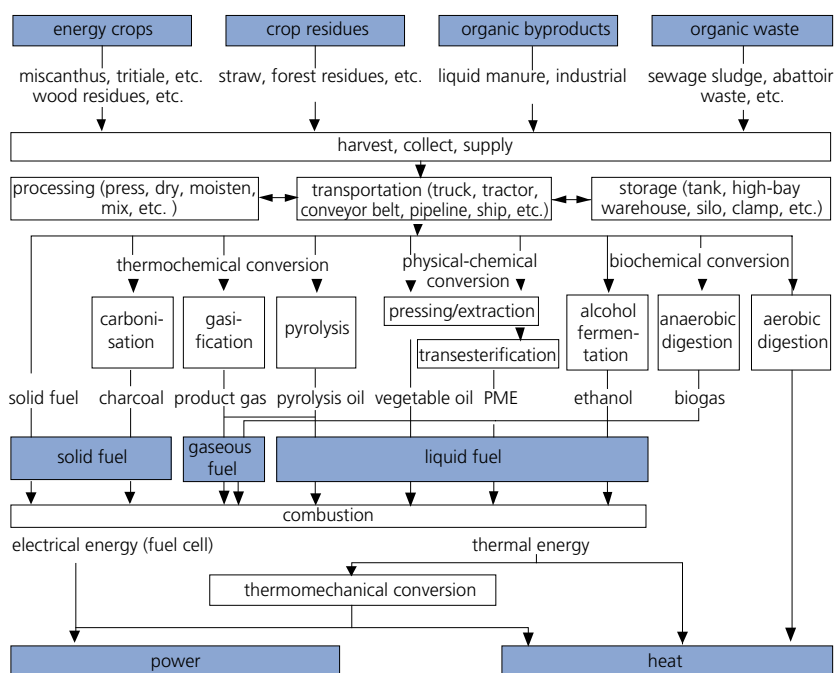 energy crops
crop residues
organic byproducts
organic waste
miscanthus, tritiale, etc.
wood residues, etc.
straw, forest residues, etc.
liquid manure, industrial
sewage sludge, abattoir
waste, etc.
harvest, collect, supply
processing (press, dry, moisten,
mix, etc. )
transportation (truck, tractor,
conveyor belt, pipeline, ship, etc.)
storage (tank, high-bay
warehouse, silo, clamp, etc.)
thermochemical conversion
physical-chemical
conversion
biochemical conversion
carboni-
sation
gasi-
fication
pyrolysis
pressing/extraction
transesterification
alcohol
fermen-
tation
anaerobic
digestion
aerobic
digestion
solid fuel
charcoal
product gas
pyrolysis oil
vegetable oil
PME
ethanol
biogas
solid fuel
gaseous
fuel
liquid fuel
combustion
electrical energy (fuel cell)
thermal energy
thermomechanical conversion
power
heat